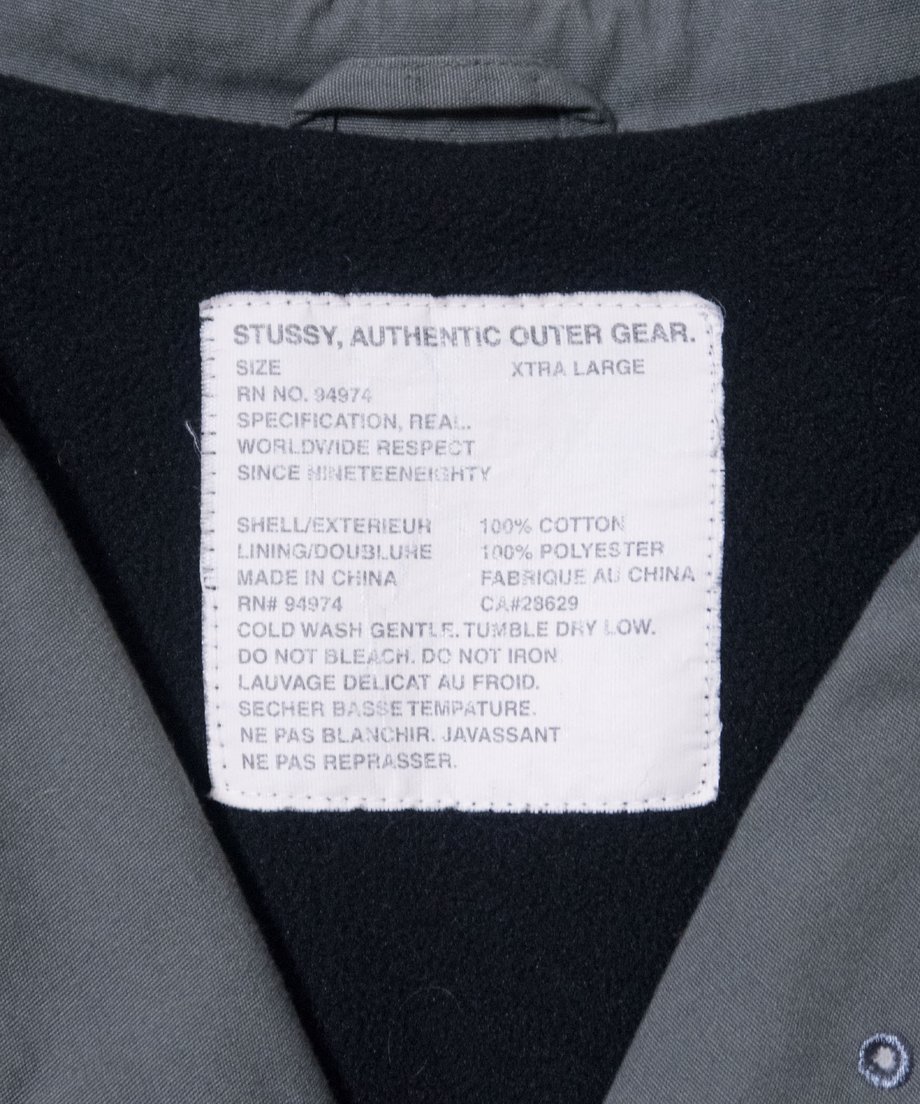 STUSSY, AUTHENTIC OUTER GEAR.
SIZE XTRA LARGE
RN NO. 94974
SPECIFICATION, REAL.
WORLDWIDE RESPECT
SINCE NINETEENEIGHTY
SHELL/EXTERIEUR 100% COTTON
LINING/DOUBLURE 100% POLYESTER
MADE IN CHINA FABRIQUE AU CHINA
RN# 94974 CA#28629
COLD WASH GENTLE. TUMBLE DRY LOW.
DO NOT BLEACH. DO NOT IRON
LAUVAGE DELICAT AU FROID.
SECHER BASSE TEMPATURE.
NE PAS BLANCHIR. JAVASSANT
NE PAS REPRASSER.